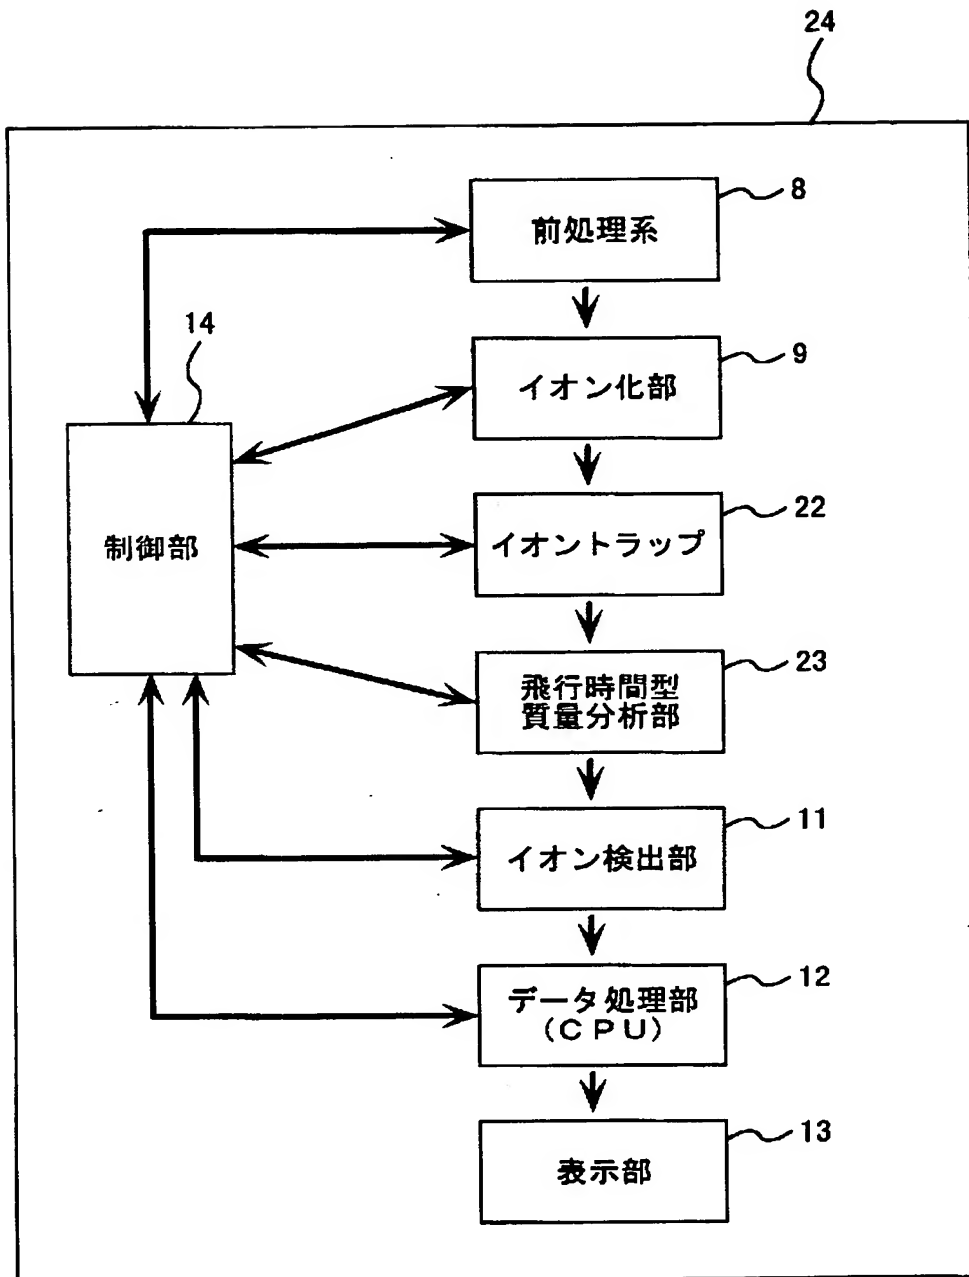 24
8
前処理系
14
9
イオン化部
制御部
22
イオントラップ
23
飛行時間型
質量分析部
11
イオン検出部
12
データ処理部
(CPU)
13
表示部